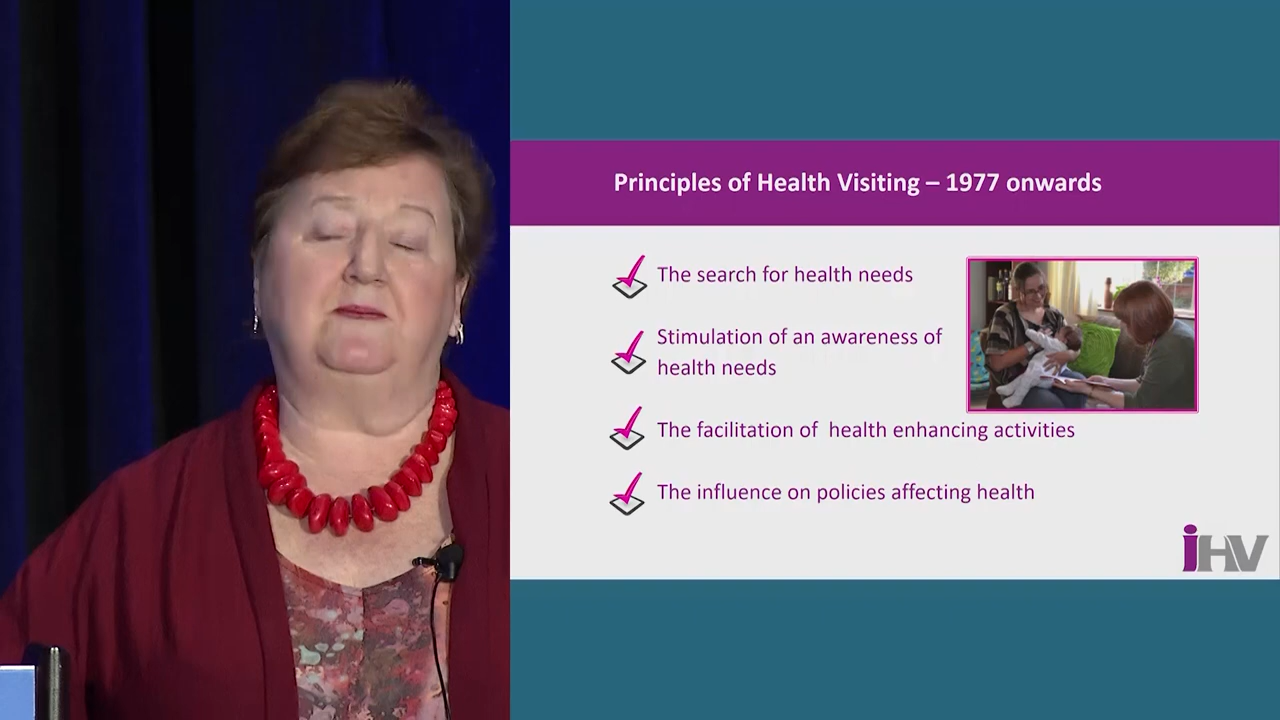 Principles of Health Visiting – 1977 onwards
The search for health needs
Stimulation of an awareness of
health needs
The facilitation of  health enhancing activities
The influence on policies affecting health
iHV